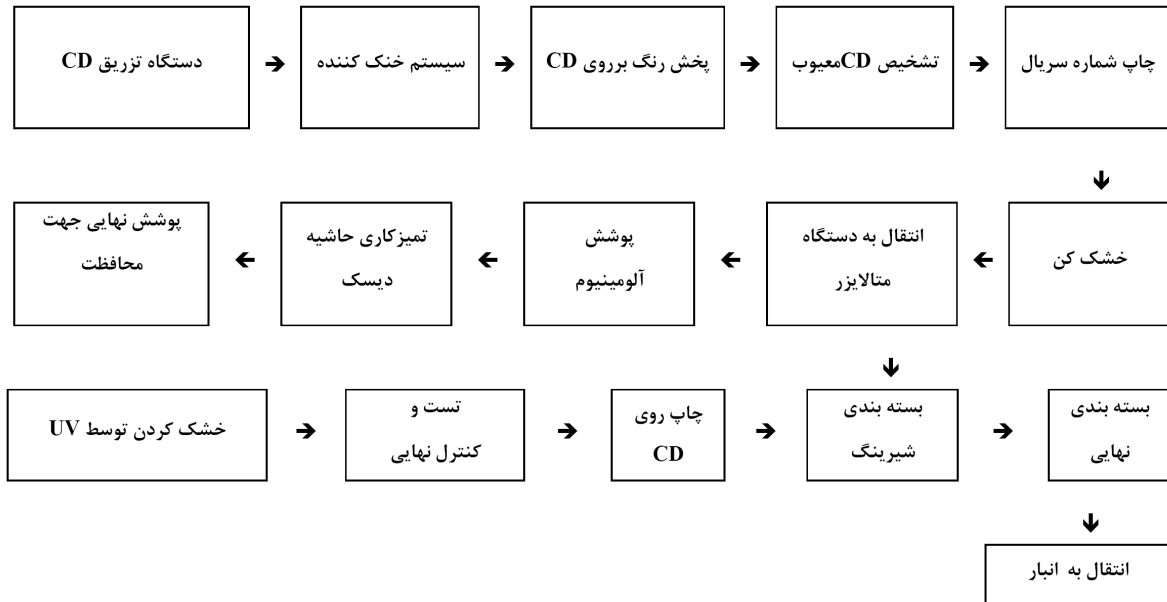 دستگاه تزریق CD
سیستم خنک کننده
پخش رنگ برروی CD
تشخیص CDمعیوب
چاپ شماره سریال
خشک کن
انتقال به دستگاه
متالایزر
پوشش
آلومینیوم
تمیزکاری حاشیه
دیسک
پوشش نهایی جهت
محافظت
خشک کردن توسط UV
تست و
کنترل نهایی
چاپ روی
CD
بسته بندی
شیرینگ
بسته بندی
نهایی
انتقال به انبار